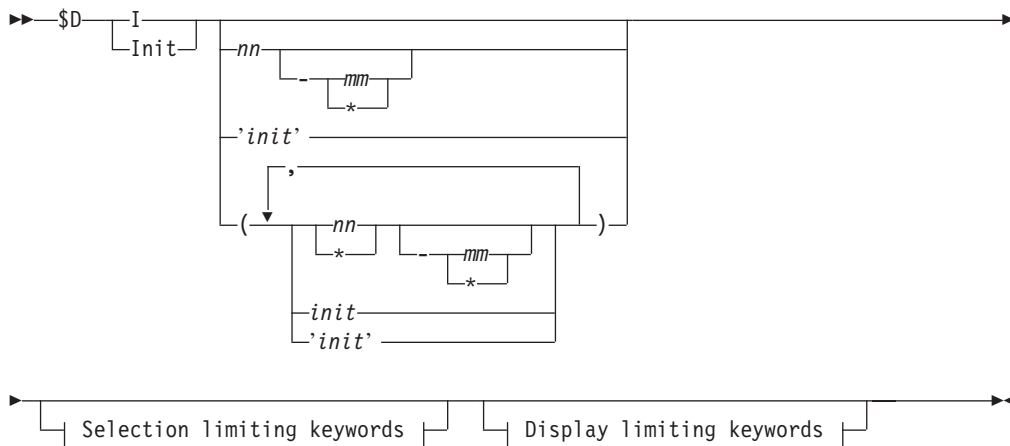 $D I
Init
nn
- mm
*
'init'
,
( nn - mm )
* *
init
'init'
Selection limiting keywords Display limiting keywords